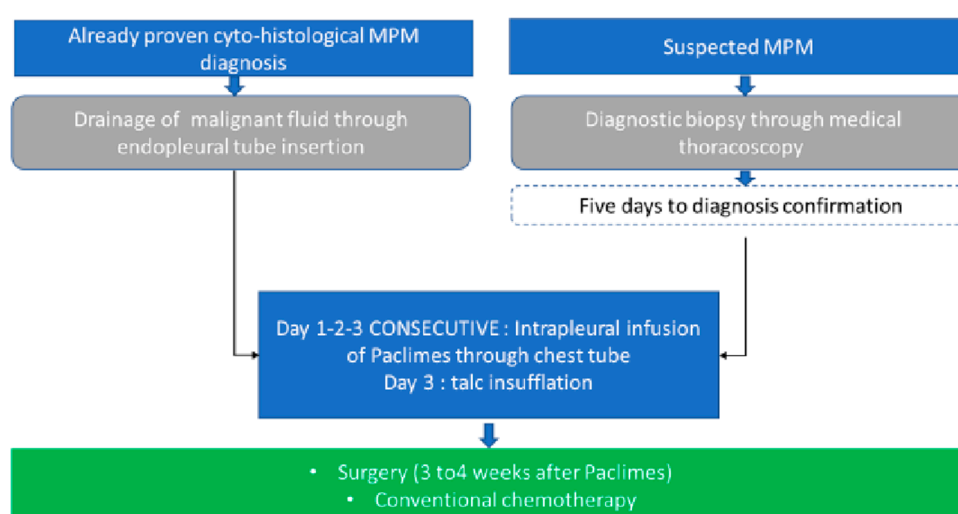 Already proven cyto-histological MPM
diagnosis
Suspected MPM
Drainage of malignant fluid through
endopleural tube insertion
Diagnostic biopsy through medical
thoracoscopy
Five days to diagnosis confirmation
Day 1-2-3 CONSECUTIVE : Intrapleural infusion
of Paclimes through chest tube
Day 3 : talc insufflation
• Surgery (3 to4 weeks after Paclimes)
• Conventional chemotherapy